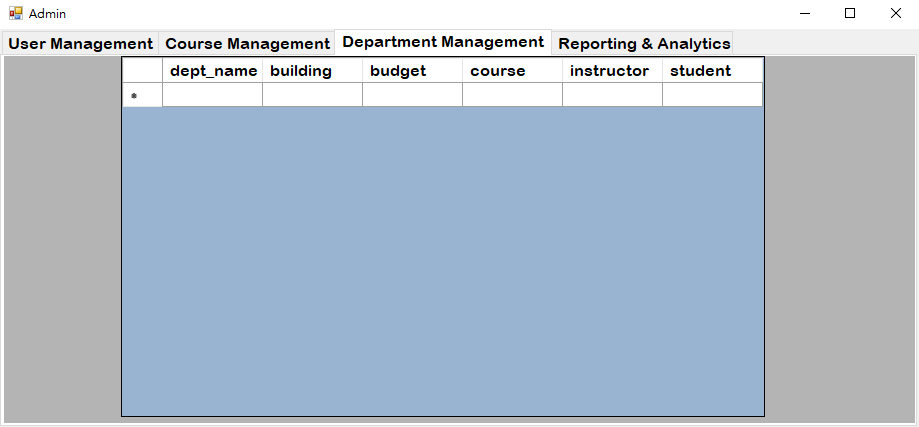 Admin
User Management Course Management Department Management Reporting & Analytics
dept_name building budget course instructor student
*